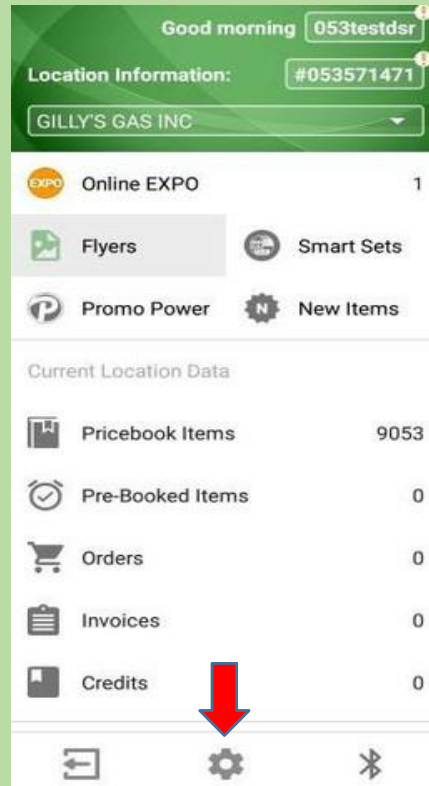 Good morning 053testdsr
Location Information: #053571471
GILLY'S GAS INC
EXPO Online EXPO 1
Flyers Smart Sets
Promo Power N New Items
Current Location Data
Pricebook Items 9053
Pre-Booked Items 0
Orders 0
Invoices 0
Credits 0